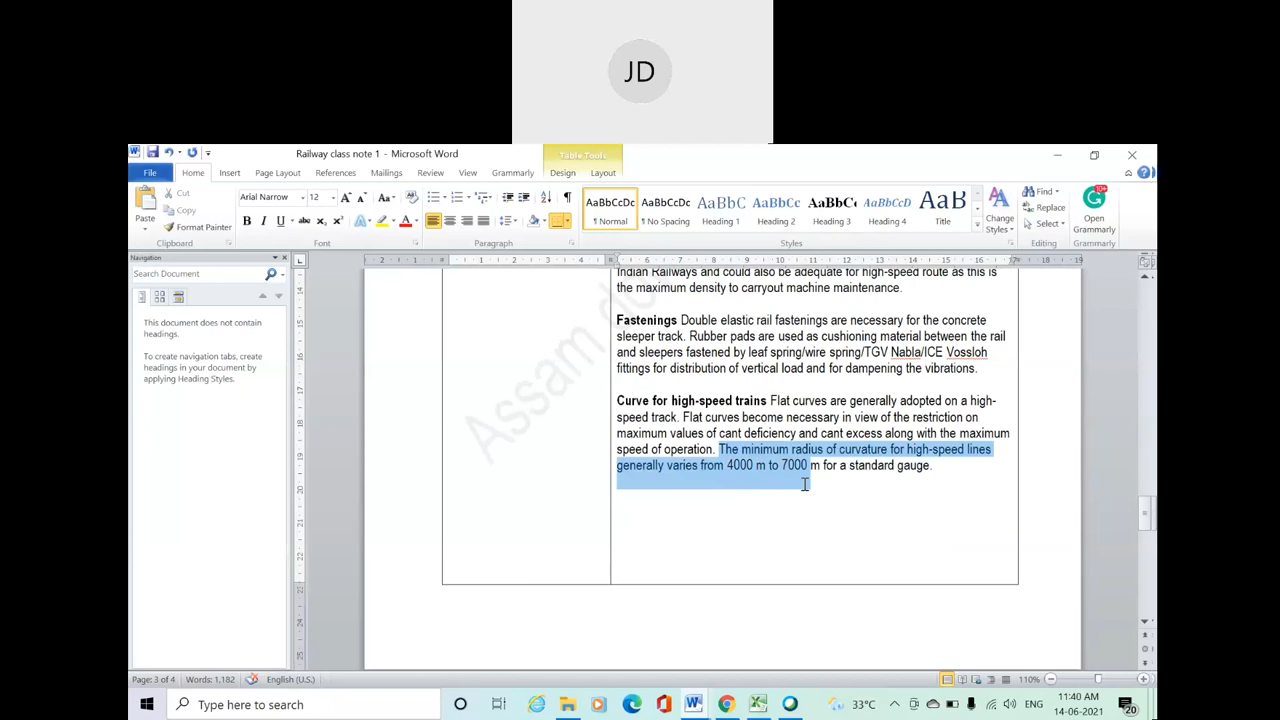 JD
Railway class note 1 - Microsoft Word
Table Tools
File Home Insert Page Layout References Mailings Review View Grammarly Design Layout
Paste
Cut
Copy
Format Painter
Clipboard
Arial Narrow 12
Font
Paragraph
AaBbCcDc AaBbCcDc AaBbC AaBbCc AaBbCc AaBbCc AaB
¶ Normal ¶ No Spacing Heading 1 Heading 2 Heading 3 Heading 4 Title
Styles
Change Styles
Find
Replace
Select
Editing
Open Grammarly
Grammarly
Navigation
Search Document
This document does not contain
headings.
To create navigation tabs, create
headings in your document by
applying Heading Styles.
Indian Railways and could also be adequate for high-speed route as this is
the maximum density to carryout machine maintenance.
Fastenings Double elastic rail fastenings are necessary for the concrete
sleeper track. Rubber pads are used as cushioning material between the rail
and sleepers fastened by leaf spring/wire spring/TGV Nabla/ICE Vossloh
fittings for distribution of vertical load and for dampening the vibrations.
Curve for high-speed trains Flat curves are generally adopted on a high-
speed track. Flat curves become necessary in view of the restriction on
maximum values of cant deficiency and cant excess along with the maximum
speed of operation. The minimum radius of curvature for high-speed lines
generally varies from 4000 m to 7000 m for a standard gauge.
Assam do
Page: 3 of 4 Words: 1,182 English (U.S.) 110%
Type here to search
33°C ENG
11:40 AM
14-06-2021
20